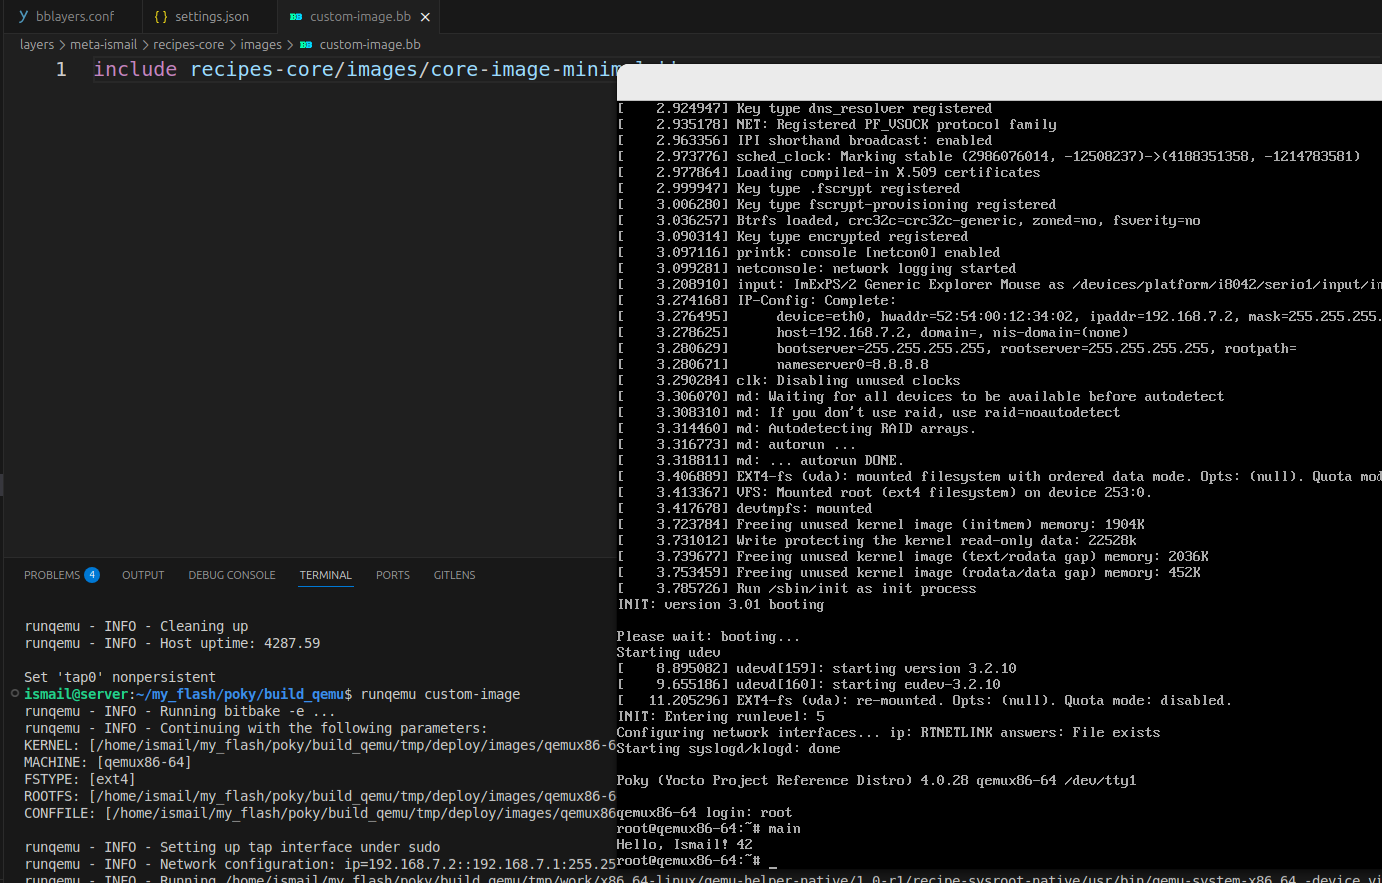 bblayers.conf
{ } settings.json
custom-image.bb
layers > meta-ismail > recipes-core > images > custom-image.bb
1 include recipes-core/images/core-image-minim
[    2.924947] Key type dns_resolver registered
[    2.935178] NET: Registered PF_VSOCK protocol family
[    2.963356] IPI shorthand broadcast: enabled
[    2.973776] sched_clock: Marking stable (2986076014, -12508237)->(4188351358, -1214783581)
[    2.977864] Loading compiled-in X.509 certificates
[    2.999947] Key type .fscrypt registered
[    3.006280] Key type fscrypt-provisioning registered
[    3.036257] Btrfs loaded, crc32c=crc32c-generic, zoned=no, fsverity=no
[    3.090314] Key type encrypted registered
[    3.097116] printk: console [netcon0] enabled
[    3.099281] netconsole: network logging started
[    3.208910] input: ImExPS/2 Generic Explorer Mouse as /devices/platform/i8042/serio1/input/in
[    3.274168] IP-Config: Complete:
[    3.276495]      device=eth0, hwaddr=52:54:00:12:34:02, ipaddr=192.168.7.2, mask=255.255.255.
[    3.278625]      host=192.168.7.2, domain=, nis-domain=(none)
[    3.280629]      bootserver=255.255.255.255, rootserver=255.255.255.255, rootpath=
[    3.280671]      nameserver0=8.8.8.8
[    3.290284] clk: Disabling unused clocks
[    3.306070] md: Waiting for all devices to be available before autodetect
[    3.308310] md: If you don't use raid, use raid=noautodetect
[    3.314460] md: Autodetecting RAID arrays.
[    3.316773] md: autorun ...
[    3.318811] md: ... autorun DONE.
[    3.406889] EXT4-fs (vda): mounted filesystem with ordered data mode. Opts: (null). Quota mod
[    3.413367] VFS: Mounted root (ext4 filesystem) on device 253:0.
[    3.417678] devtmpfs: mounted
[    3.723784] Freeing unused kernel image (initmem) memory: 1904K
[    3.731012] Write protecting the kernel read-only data: 22528k
[    3.739677] Freeing unused kernel image (text/rodata gap) memory: 2036K
[    3.753459] Freeing unused kernel image (rodata/data gap) memory: 452K
[    3.785726] Run /sbin/init as init process
INIT: version 3.01 booting
Please wait: booting...
Starting udev
[    8.895082] udevd[159]: starting version 3.2.10
[    9.655186] udevd[160]: starting eudev-3.2.10
[   11.205296] EXT4-fs (vda): re-mounted. Opts: (null). Quota mode: disabled.
INIT: Entering runlevel: 5
Configuring network interfaces... ip: RTNETLINK answers: File exists
Starting syslogd/klogd: done
Poky (Yocto Project Reference Distro) 4.0.28 qemux86-64 /dev/tty1
qemux86-64 login: root
root@qemux86-64:~# main
Hello, Ismail! 42
root@qemux86-64:~# _
PROBLEMS 4 OUTPUT DEBUG CONSOLE TERMINAL PORTS GITLENS
runqemu - INFO - Cleaning up
runqemu - INFO - Host uptime: 4287.59
Set 'tap0' nonpersistent
ismail@server:~/my_flash/poky/build_qemu$ runqemu custom-image
runqemu - INFO - Running bitbake -e ...
runqemu - INFO - Continuing with the following parameters:
KERNEL: [/home/ismail/my_flash/poky/build_qemu/tmp/deploy/images/qemux86-6
MACHINE: [qemux86-64]
FSTYPE: [ext4]
ROOTFS: [/home/ismail/my_flash/poky/build_qemu/tmp/deploy/images/qemux86-6
CONFFILE: [/home/ismail/my_flash/poky/build_qemu/tmp/deploy/images/qemux86
runqemu - INFO - Setting up tap interface under sudo
runqemu - INFO - Network configuration: ip=192.168.7.2::192.168.7.1:255.25
runqemu - INFO - Running /home/ismail/my_flash/poky/build_qemu/tmp/work/x86_64-linux/qemu-helper-native/1.0-r1/recipe-sysroot-native/usr/bin/qemu-system-x86_64 -device vi